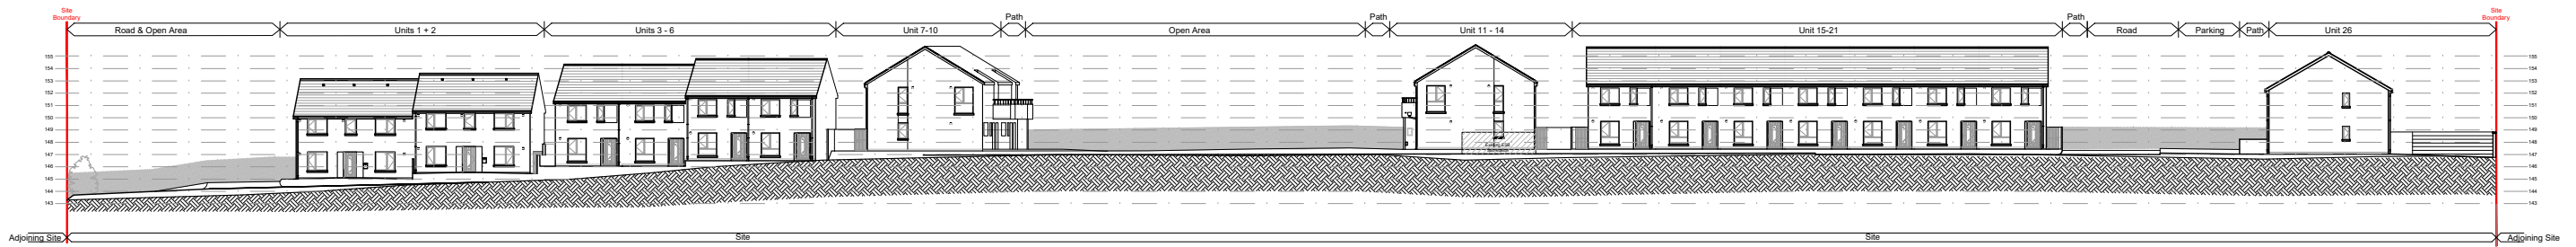 Site
Boundary
Path
Path
Path
Site
Boundary
Road & Open Area
Units 1 + 2
Units 3 - 6
Unit 7-10
Open Area
Unit 11 - 14
Unit 15-21
Road
Parking
Path
Unit 26
155
154
153
152
151
150
149
148
147
146
145
144
143
155
154
153
152
151
150
149
148
147
146
145
144
143
Adjoining Site
Site
Site
Adjoining Site